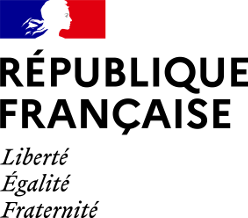 RÉPUBLIQUE
FRANÇAISE
Liberté
Égalité
Fraternité